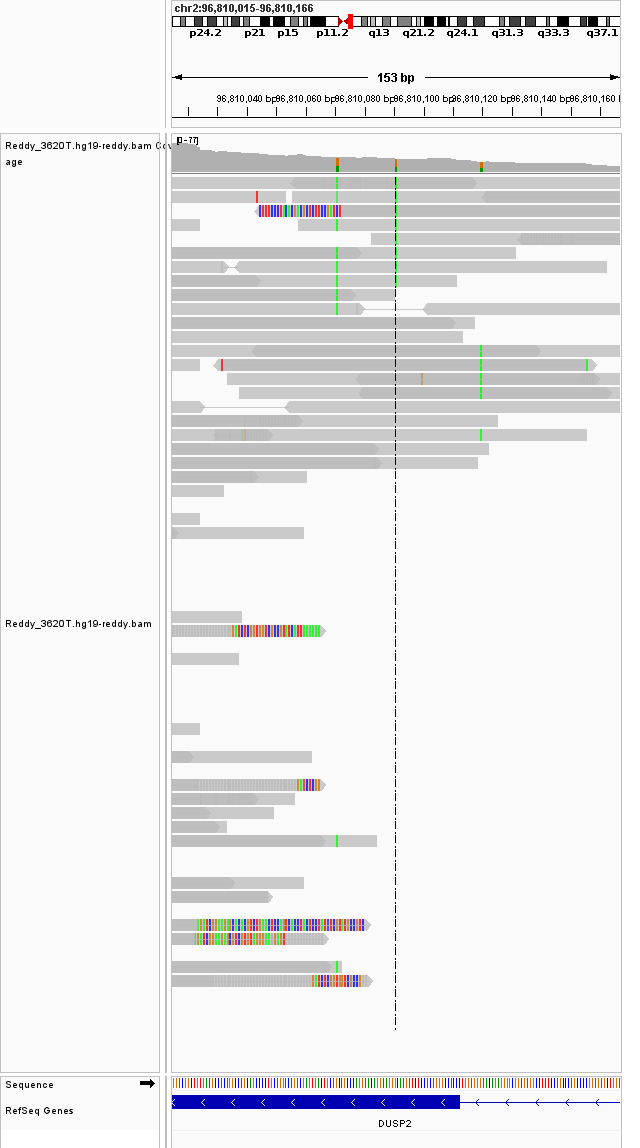 chr2:96,810,015-96,810,166
p24.2 p21 p15 p11.2 q13 q21.2 q24.1 q31.3 q33.3 q37.1
153 bp
96,810,040 bp 96,810,060 bp 96,810,080 bp 96,810,100 bp 96,810,120 bp 96,810,140 bp 96,810,160 b
Reddy_3620T.hg19-reddy.bam Cov
age
Reddy_3620T.hg19-reddy.bam
Sequence
RefSeq Genes
DUSP2